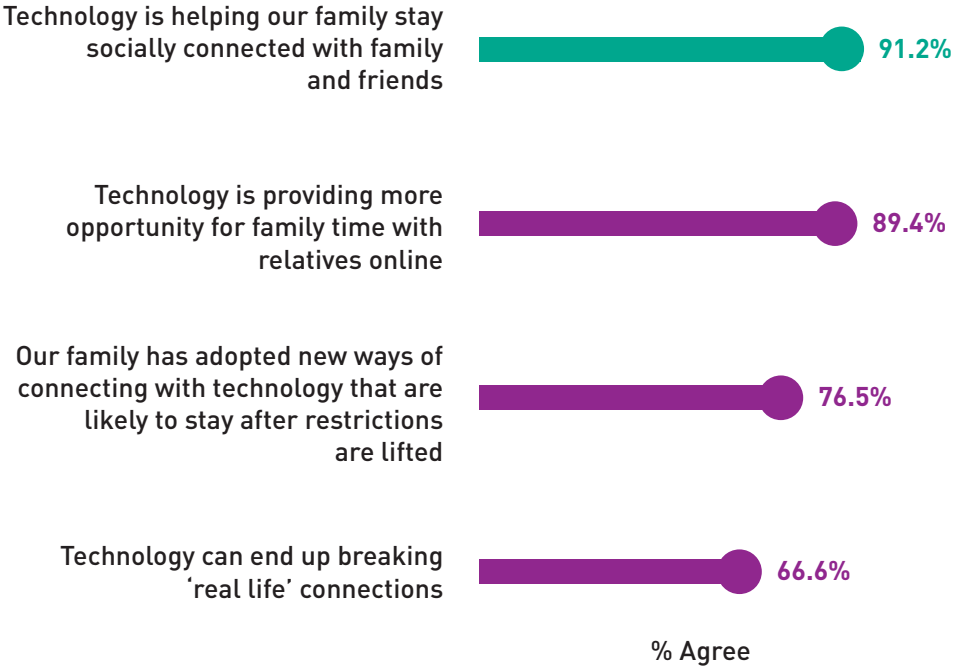 Technology is helping our family stay
socially connected with family
and friends
91.2%
Technology is providing more
opportunity for family time with
relatives online
89.4%
Our family has adopted new ways of
connecting with technology that are
likely to stay after restrictions
are lifted
76.5%
Technology can end up breaking
‘real life’ connections
66.6%
% Agree